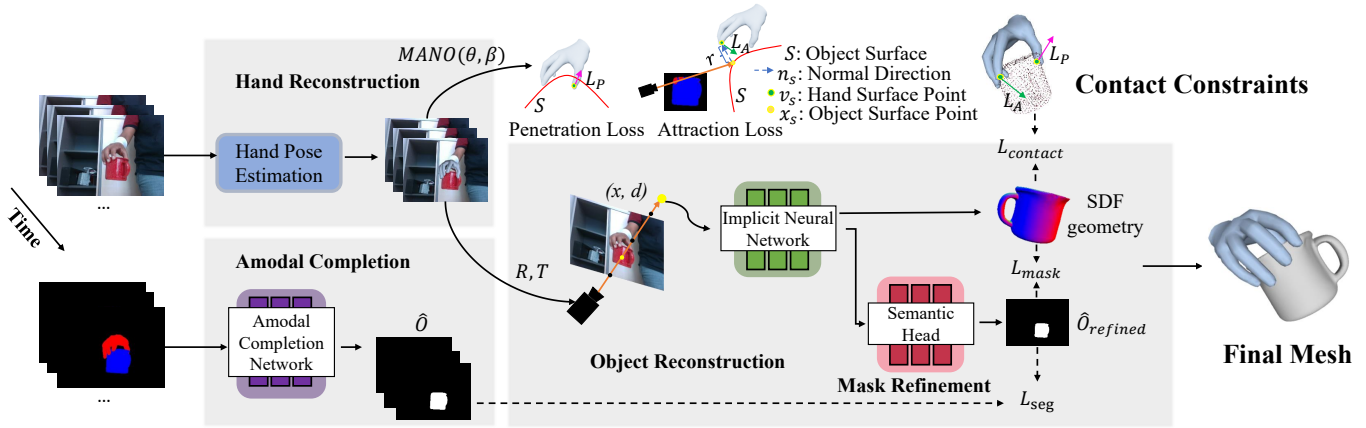 Hand Reconstruction
Hand Pose
Estimation
...
Time
MANO(θ, β)
L_P
S
Penetration Loss
r
L_A
S
Attraction Loss
S: Object Surface
n_s: Normal Direction
v_s: Hand Surface Point
x_s: Object Surface Point
L_P
L_A
Contact Constraints
Amodal Completion
Amodal
Completion
Network
Ô
...
R, T
(x, d)
Implicit Neural
Network
Object Reconstruction
Semantic
Head
Mask Refinement
L_contact
SDF
geometry
L_mask
Ô_refined
L_seg
Final Mesh